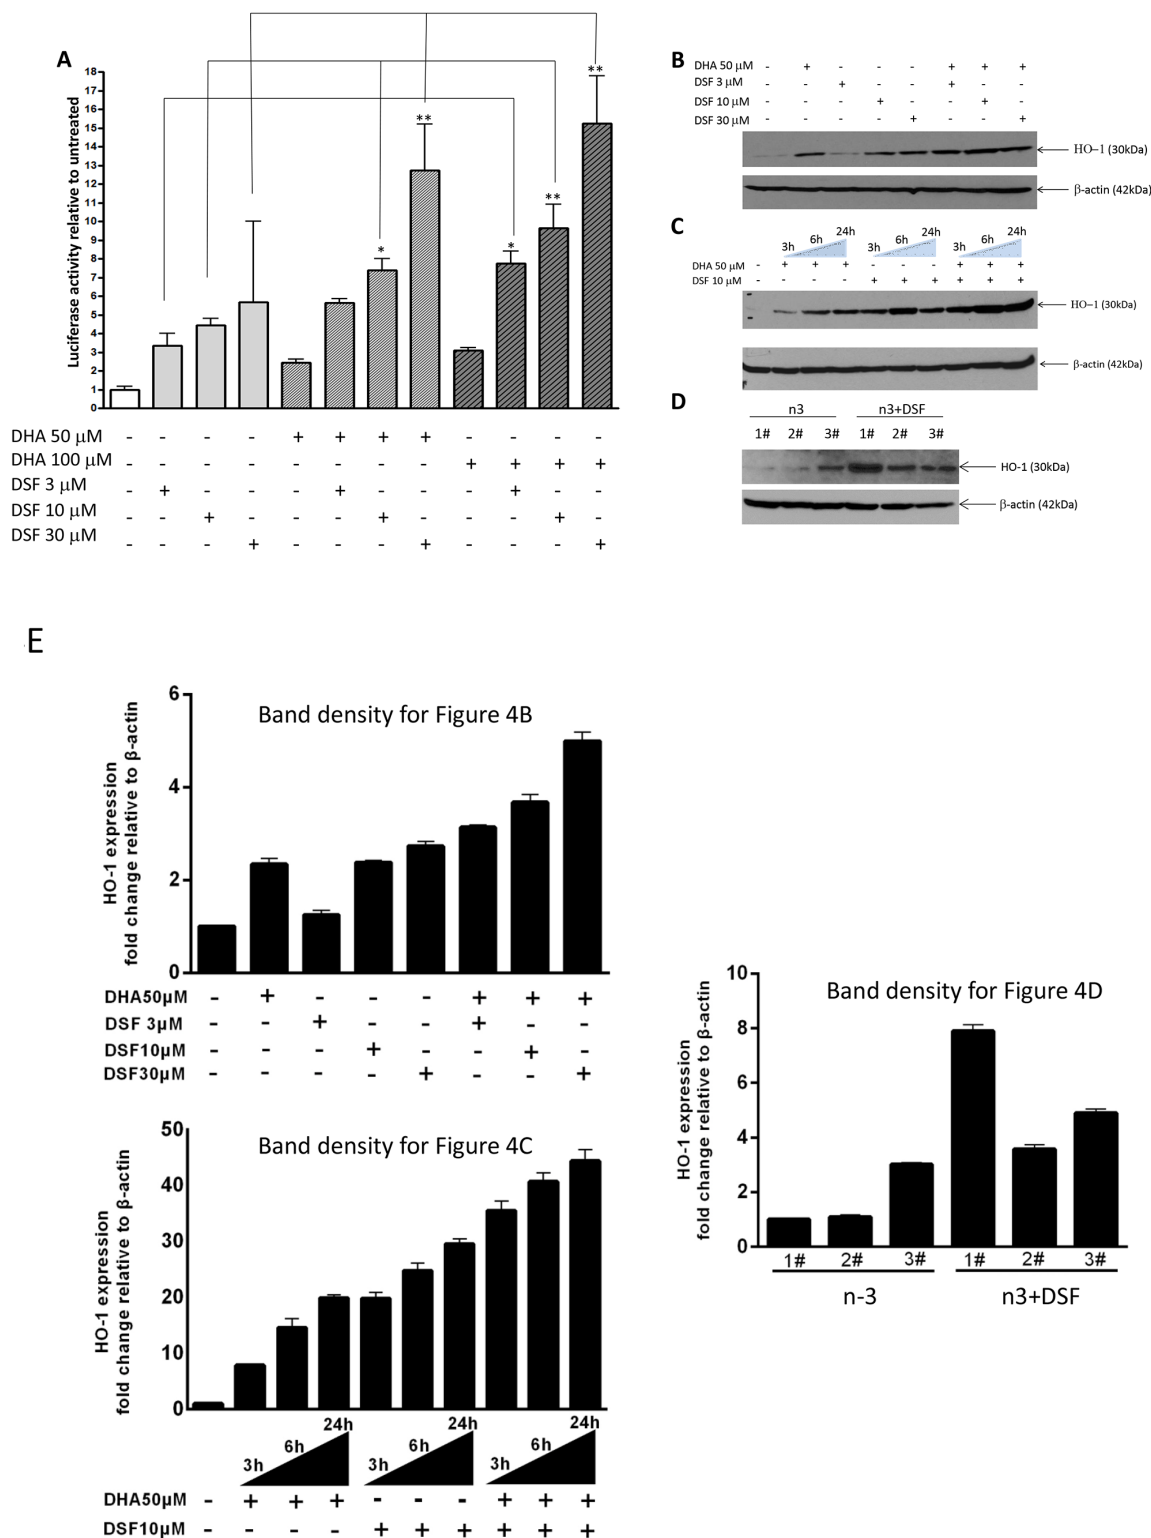 A
Luciferase activity relative to untreated
18
17
16
15
14
13
12
11
10
9
8
7
6
5
4
3
2
1
0
* ** * ** **
DHA 50 μM - - - - + + + + - - - -
DHA 100 μM - - - - - - - - + + + +
DSF 3 μM - + - - - + - - - + - -
DSF 10 μM - - + - - - + - - - + -
DSF 30 μM - - - + - - - + - - - +
B
DHA 50 μM - + - - - + + +
DSF 3 μM - - + - - + - -
DSF 10 μM - - - + - - + -
DSF 30 μM - - - - + - - +
HO-1 (30kDa)
β-actin (42kDa)
C
3h 6h 24h 3h 6h 24h 3h 6h 24h
DHA 50 μM - + + + - - - + + +
DSF 10 μM - - - - + + + + + +
HO-1 (30kDa)
β-actin (42kDa)
D
n3 n3+DSF
1# 2# 3# 1# 2# 3#
HO-1 (30kDa)
β-actin (42kDa)
E
Band density for Figure 4B
HO-1 expression
fold change relative to β-actin
6
4
2
0
DHA50μM - + - - - + + +
DSF 3μM - - + - - + - -
DSF10μM - - - + - - + -
DSF30μM - - - - + - - +
Band density for Figure 4C
HO-1 expression
fold change relative to β-actin
50
40
30
20
10
0
3h 6h 24h 3h 6h 24h 3h 6h 24h
DHA50μM - + + + - - - + + +
DSF10μM - - - - + + + + + +
Band density for Figure 4D
HO-1 expression
fold change relative to β-actin
10
8
6
4
2
0
1# 2# 3# 1# 2# 3#
n-3 n3+DSF